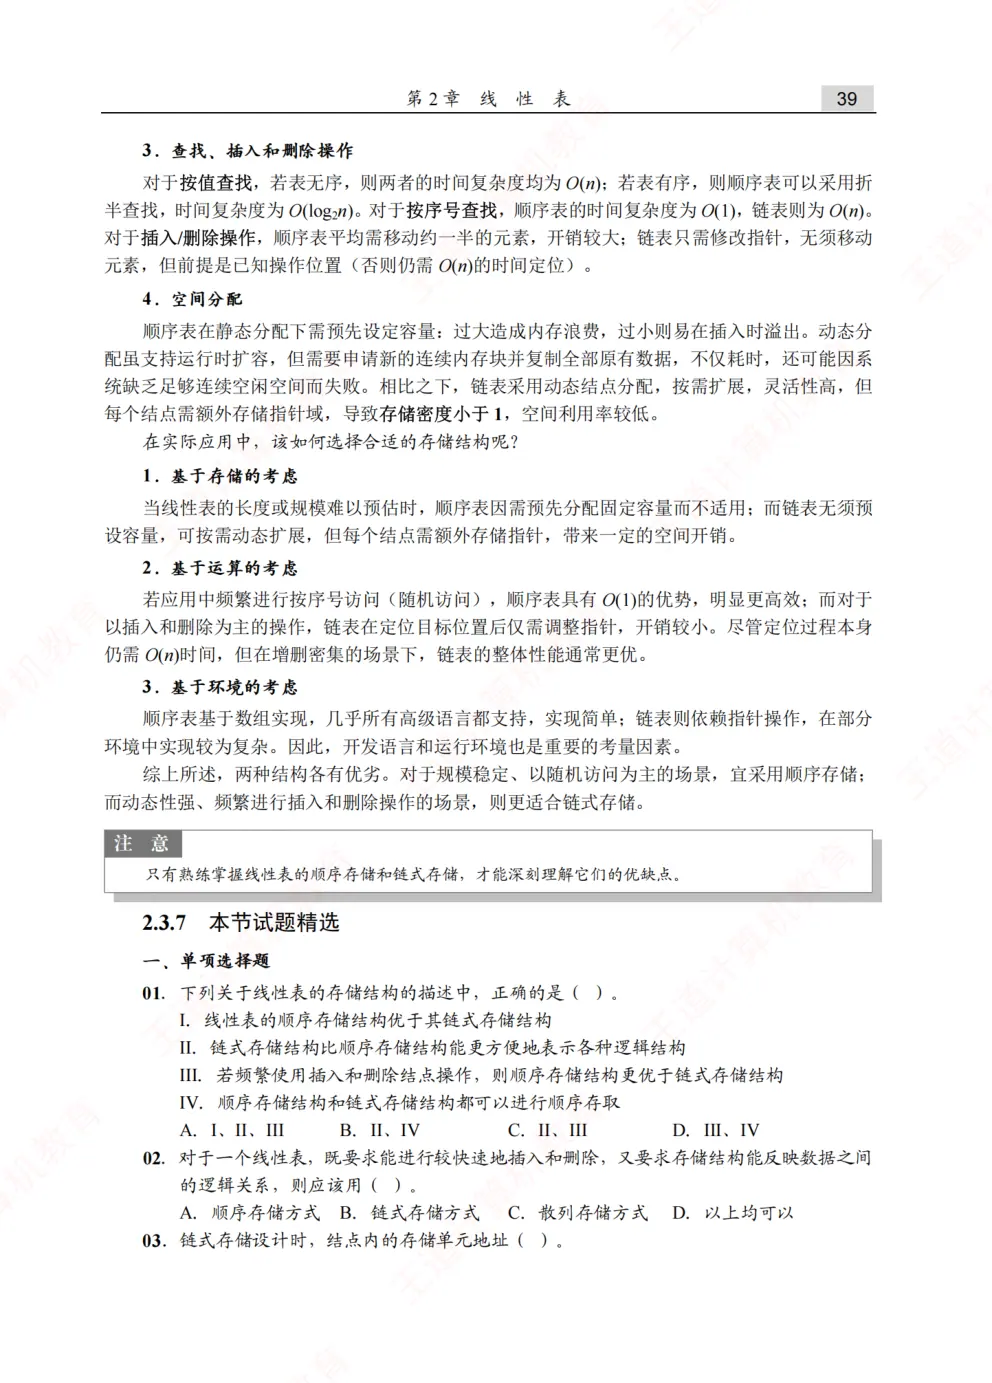 第 2 章 线 性 表 39
3．查找、插入和删除操作
对于按值查找，若表无序，则两者的时间复杂度均为 O(n)；若表有序，则顺序表可以采用折
半查找，时间复杂度为 O(log₂n)。对于按序号查找，顺序表的时间复杂度为 O(1)，链表则为 O(n)。
对于插入/删除操作，顺序表平均需移动约一半的元素，开销较大；链表只需修改指针，无须移动
元素，但前提是已知操作位置（否则仍需 O(n)的时间定位）。
4．空间分配
顺序表在静态分配下需预先设定容量：过大造成内存浪费，过小则易在插入时溢出。动态分
配虽支持运行时扩容，但需要申请新的连续内存块并复制全部原有数据，不仅耗时，还可能因系
统缺乏足够连续空闲空间而失败。相比之下，链表采用动态结点分配，按需扩展，灵活性高，但
每个结点需额外存储指针域，导致存储密度小于 1，空间利用率较低。
在实际应用中，该如何选择合适的存储结构呢？
1．基于存储的考虑
当线性表的长度或规模难以预估时，顺序表因需预先分配固定容量而不适用；而链表无须预
设容量，可按需动态扩展，但每个结点需额外存储指针，带来一定的空间开销。
2．基于运算的考虑
若应用中频繁进行按序号访问（随机访问），顺序表具有 O(1)的优势，明显更高效；而对于
以插入和删除为主的操作，链表在定位目标位置后仅需调整指针，开销较小。尽管定位过程本身
仍需 O(n)时间，但在增删密集的场景下，链表的整体性能通常更优。
3．基于环境的考虑
顺序表基于数组实现，几乎所有高级语言都支持，实现简单；链表则依赖指针操作，在部分
环境中实现较为复杂。因此，开发语言和运行环境也是重要的考量因素。
综上所述，两种结构各有优劣。对于规模稳定、以随机访问为主的场景，宜采用顺序存储；
而动态性强、频繁进行插入和删除操作的场景，则更适合链式存储。
注 意
只有熟练掌握线性表的顺序存储和链式存储，才能深刻理解它们的优缺点。
2.3.7 本节试题精选
一、单项选择题
01. 下列关于线性表的存储结构的描述中，正确的是（ ）。
I. 线性表的顺序存储结构优于其链式存储结构
II. 链式存储结构比顺序存储结构能更方便地表示各种逻辑结构
III. 若频繁使用插入和删除结点操作，则顺序存储结构更优于链式存储结构
IV. 顺序存储结构和链式存储结构都可以进行顺序存取
A. I、II、III B. II、IV C. II、III D. III、IV
02. 对于一个线性表，既要求能进行较快速地插入和删除，又要求存储结构能反映数据之间
的逻辑关系，则应该用（ ）。
A. 顺序存储方式 B. 链式存储方式 C. 散列存储方式 D. 以上均可以
03. 链式存储设计时，结点内的存储单元地址（ ）。